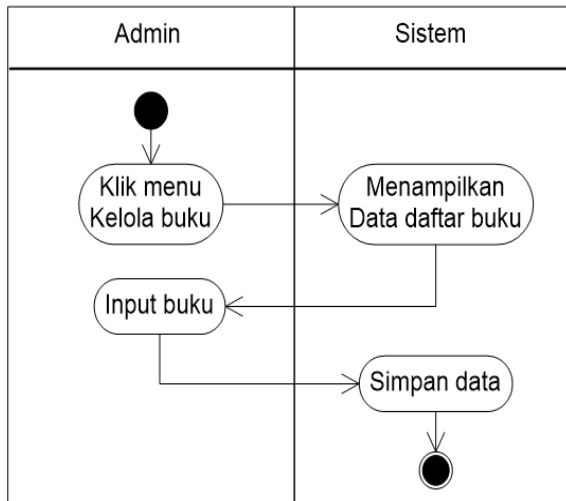 Admin
Sistem
Klik menu
Kelola buku
Menampilkan
Data daftar buku
Input buku
Simpan data